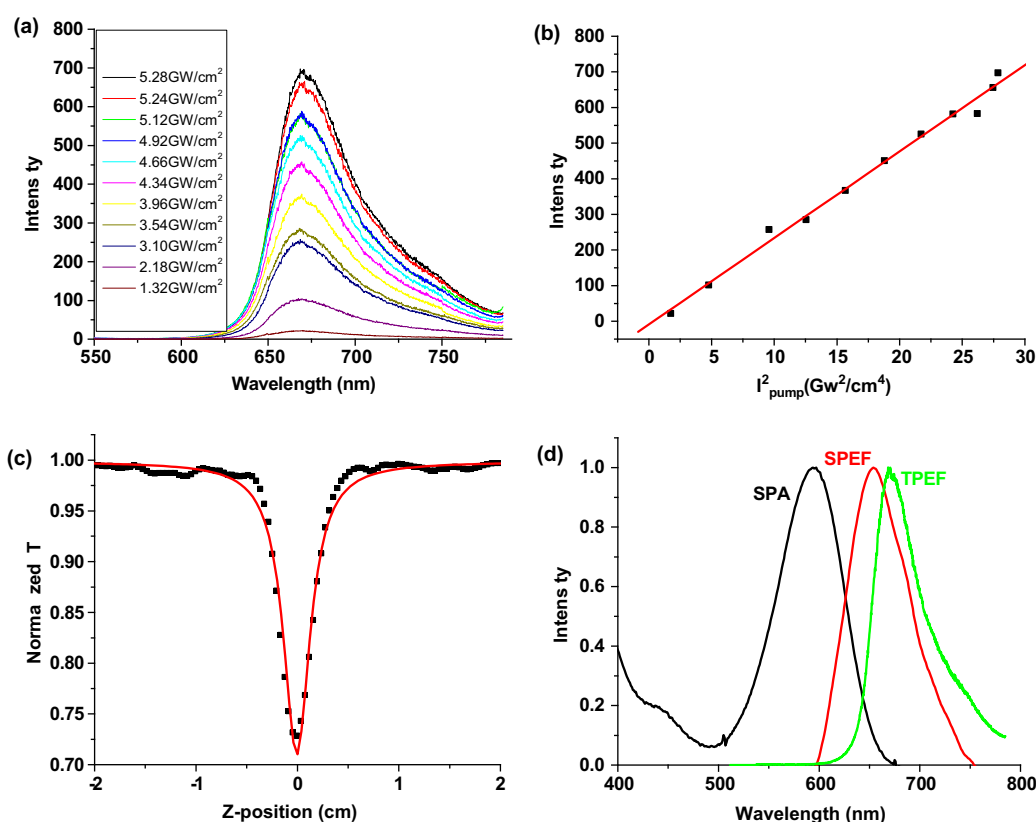 (a)
800
700
600
500
400
300
200
100
0
Intens ty
5.28GW/cm²
5.24GW/cm²
5.12GW/cm²
4.92GW/cm²
4.66GW/cm²
4.34GW/cm²
3.96GW/cm²
3.54GW/cm²
3.10GW/cm²
2.18GW/cm²
1.32GW/cm²
550 600 650 700 750
Wavelength (nm)
(b)
800
700
600
500
400
300
200
100
0
Intens ty
0 5 10 15 20 25 30
I²pump(Gw²/cm⁴)
(c)
1.00
0.95
0.90
0.85
0.80
0.75
0.70
Norma zed T
-2 -1 0 1 2
Z-position (cm)
(d)
SPEF
TPEF
SPA
1.0
0.8
0.6
0.4
0.2
0.0
Intens ty
400 500 600 700 800
Wavelength (nm)